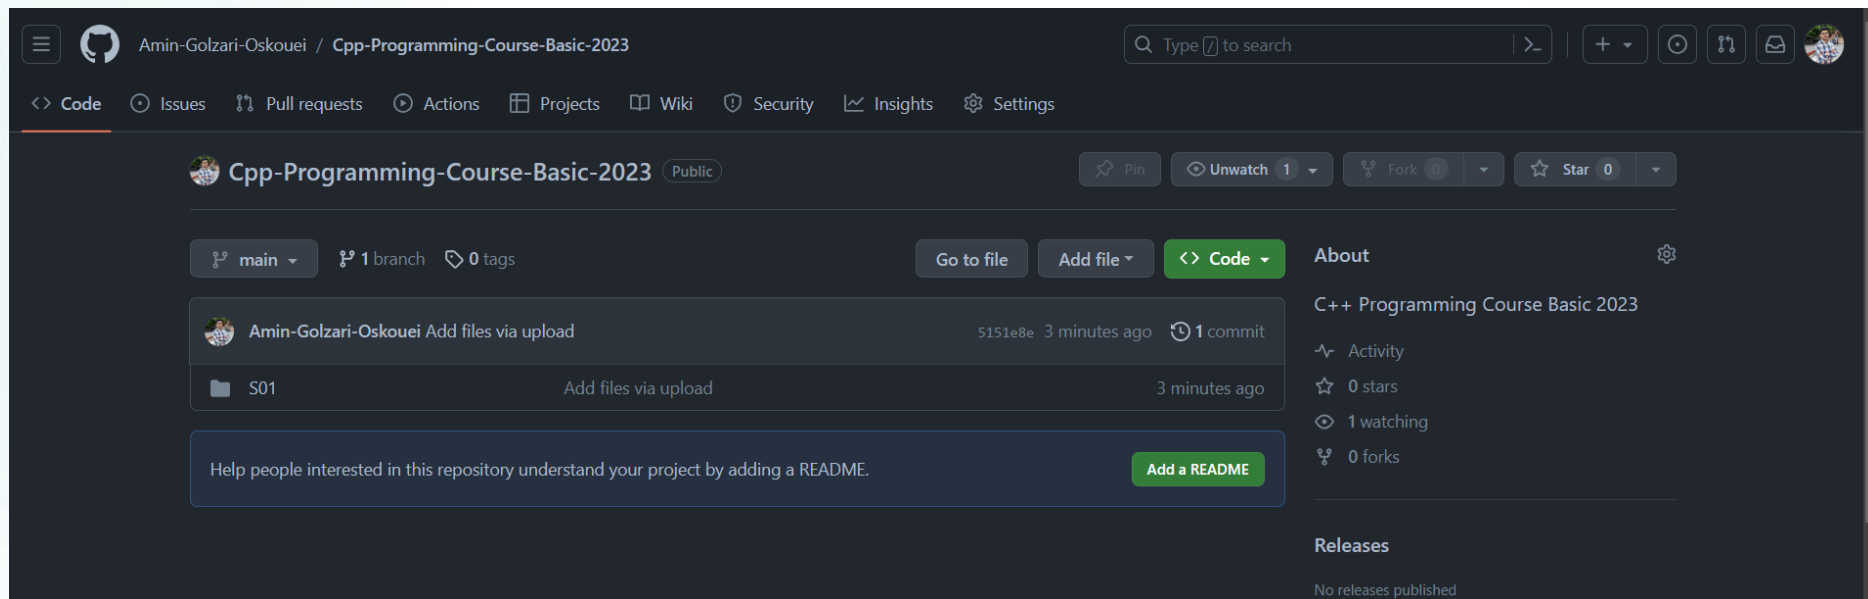 Amin-Golzari-Oskouei / Cpp-Programming-Course-Basic-2023
Type / to search
Code Issues Pull requests Actions Projects Wiki Security Insights Settings
Cpp-Programming-Course-Basic-2023 Public
Pin Unwatch 1 Fork 0 Star 0
main 1 branch 0 tags Go to file Add file Code
Amin-Golzari-Oskouei Add files via upload 5151e8e 3 minutes ago 1 commit
S01 Add files via upload 3 minutes ago
Help people interested in this repository understand your project by adding a README. Add a README
About
C++ Programming Course Basic 2023
Activity
0 stars
1 watching
0 forks
Releases
No releases published